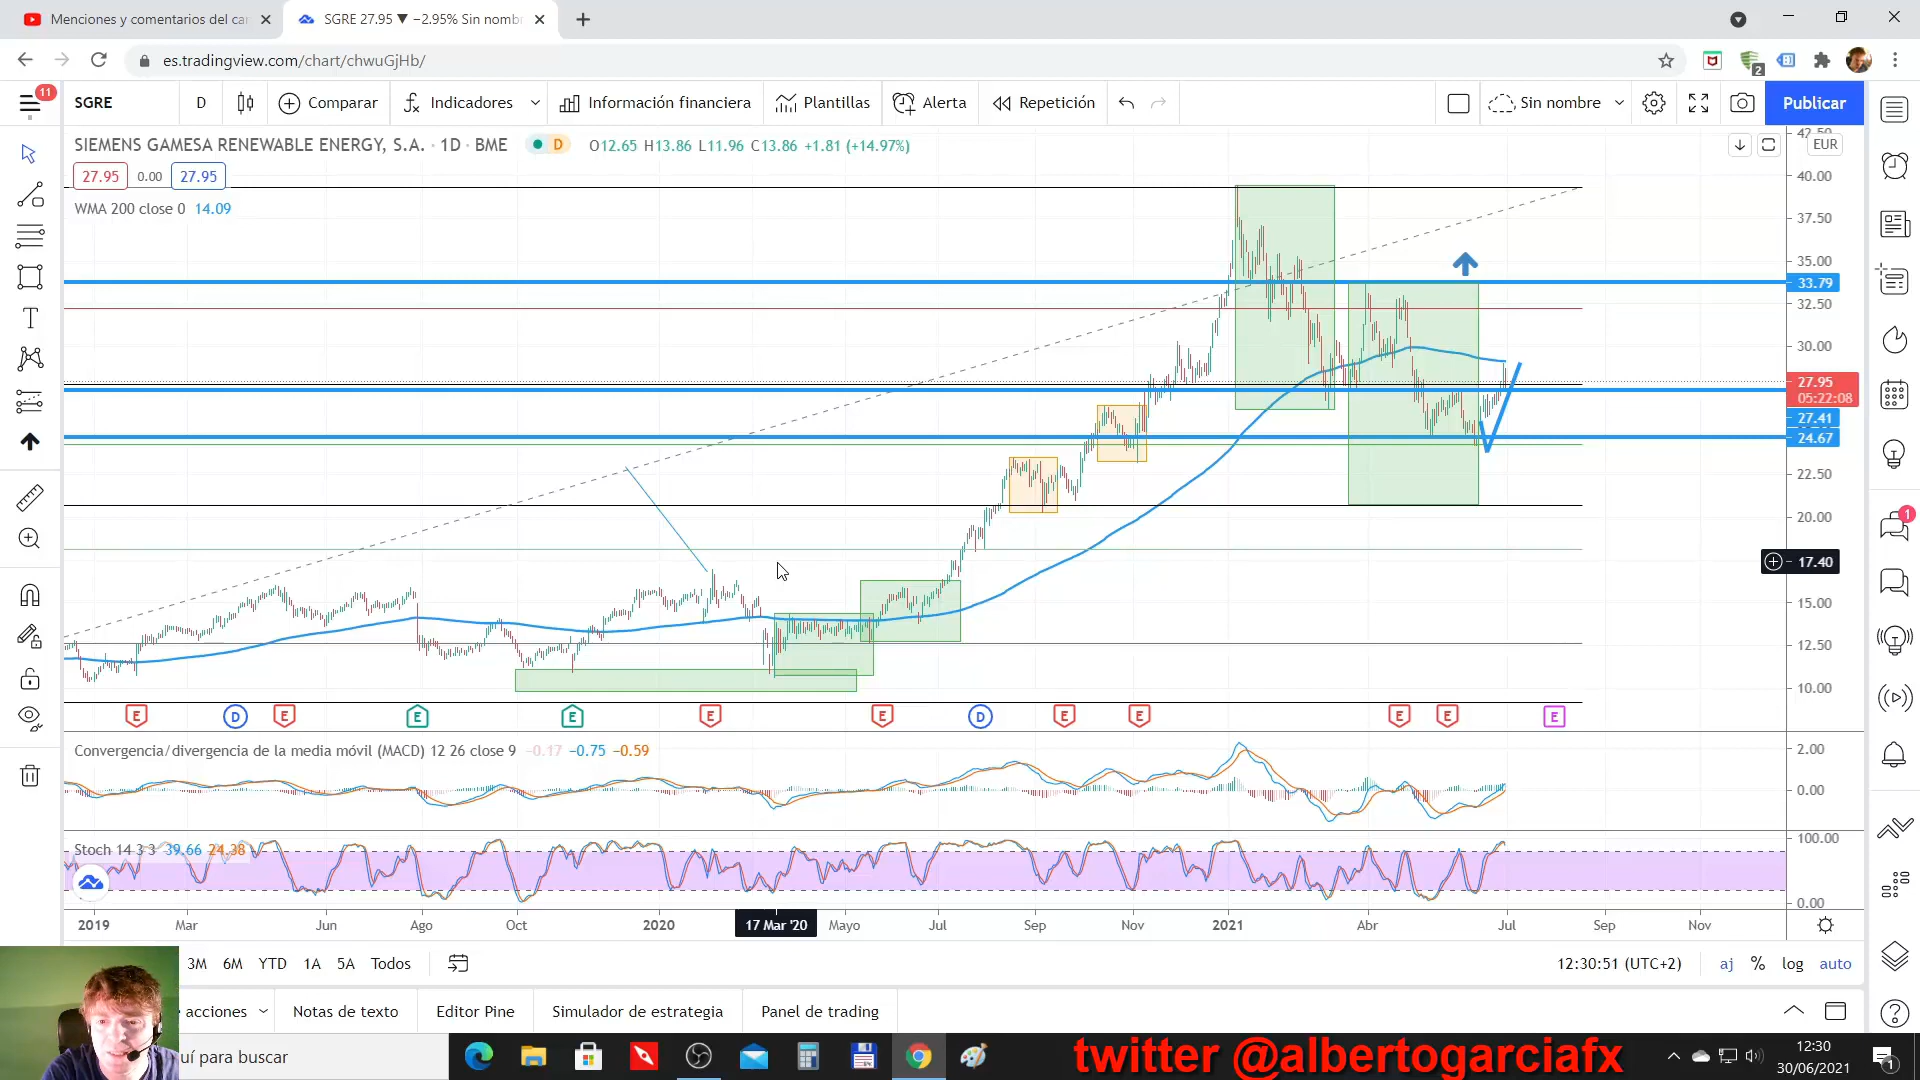 Menciones y comentarios del ca
SGRE 27.95 ▼ −2.95% Sin nomb
es.tradingview.com/chart/chwuGjHb/
2
11
SGRE
D
Comparar
Indicadores
Información financiera
Plantillas
Alerta
Repetición
Sin nombre
Publicar
SIEMENS GAMESA RENEWABLE ENERGY, S.A. · 1D · BME
D
O12.65 H13.86 L11.96 C13.86 +1.81 (+14.97%)
EUR
27.95
0.00
27.95
WMA 200 close 0 14.09
42.50
40.00
37.50
35.00
33.79
32.50
30.00
27.95
05:22:08
27.41
24.67
22.50
20.00
17.40
15.00
12.50
10.00
1
E
D
E
E
E
E
E
D
E
E
E
E
E
Convergencia/divergencia de la media móvil (MACD) 12 26 close 9 −0.17 −0.75 −0.59
2.00
0.00
Stoch 14 3 3 39.66 24.38
100.00
0.00
2019
Mar
Jun
Ago
Oct
2020
17 Mar '20
Mayo
Jul
Sep
Nov
2021
Abr
Jul
Sep
Nov
3M
6M
YTD
1A
5A
Todos
12:30:51 (UTC+2)
aj
%
log
auto
acciones
Notas de texto
Editor Pine
Simulador de estrategia
Panel de trading
uí para buscar
twitter @albertogarciafx
12:30
30/06/2021
1